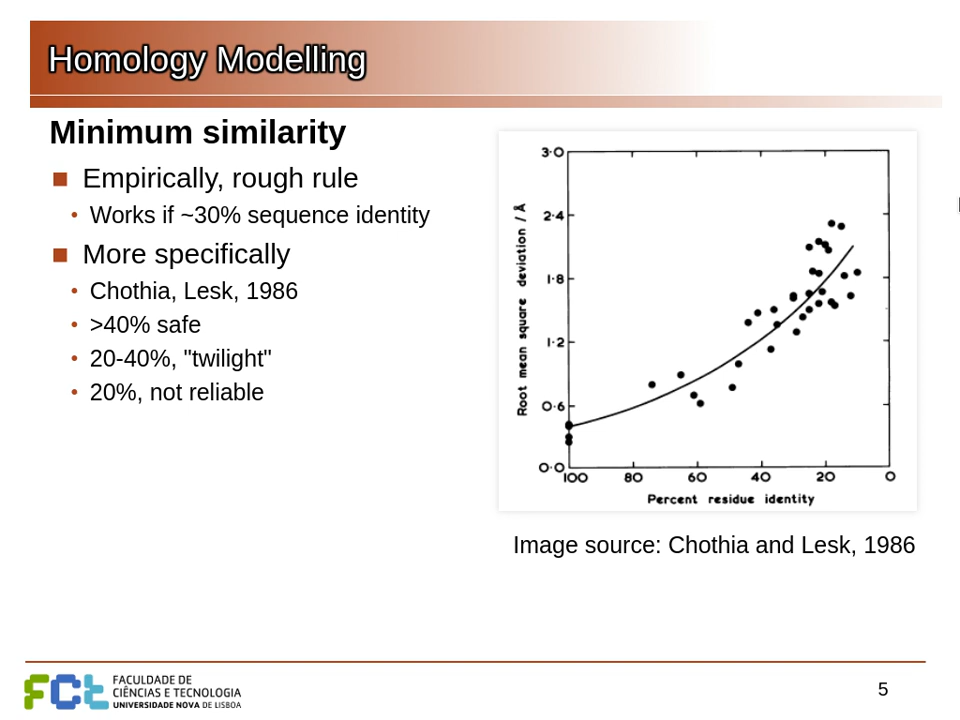 Homology Modelling
Minimum similarity
Empirically, rough rule
• Works if ~30% sequence identity
More specifically
• Chothia, Lesk, 1986
• >40% safe
• 20-40%, "twilight"
• 20%, not reliable
3·0
2·4
1·8
1·2
0·6
0·0
Root mean square deviation / Å
100 80 60 40 20 0
Percent residue identity
Image source: Chothia and Lesk, 1986
FCt
FACULDADE DE
CIÊNCIAS E TECNOLOGIA
UNIVERSIDADE NOVA DE LISBOA
5